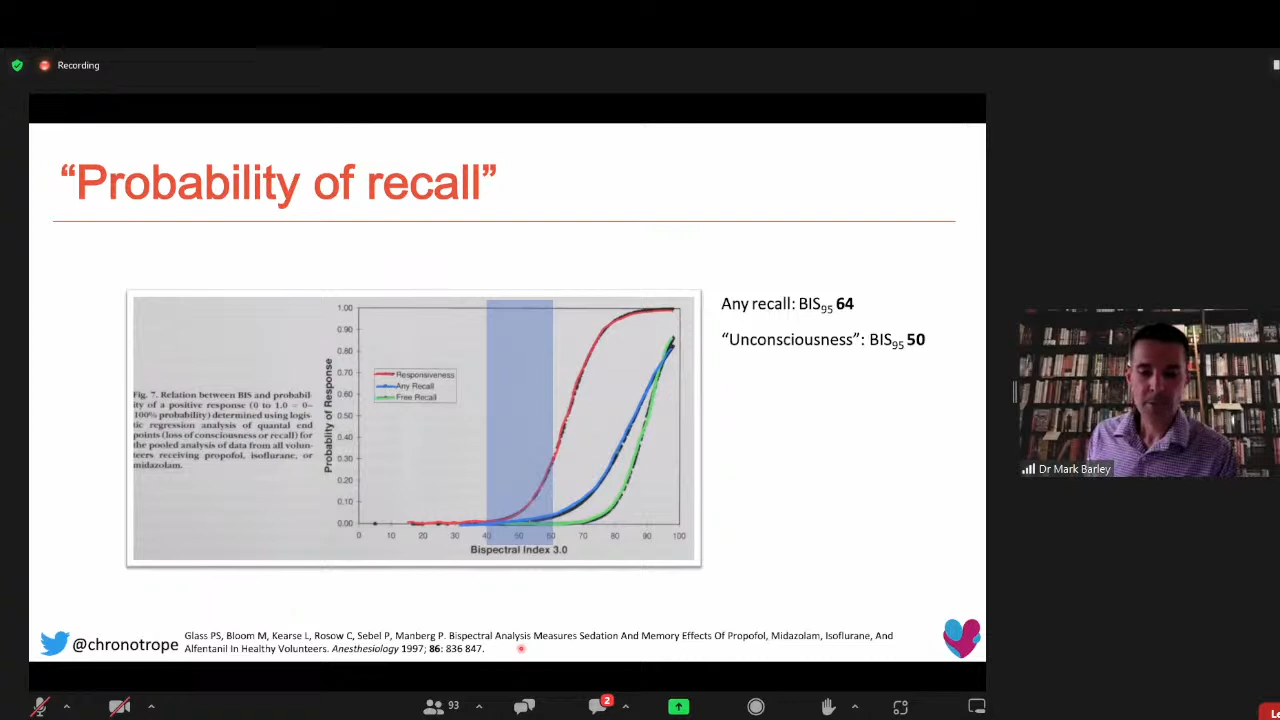 Recording
“Probability of recall”
Fig. 7. Relation between BIS and probabil-
ity of a positive response (0 to 1.0 = 0–
100% probability) determined using logis-
tic regression analysis of quantal end
points (loss of consciousness or recall) for
the pooled analysis of data from all volun-
teers receiving propofol, isoflurane, or
midazolam.
Probablity of Response
1.00
0.90
0.80
0.70
0.60
0.50
0.40
0.30
0.20
0.10
0.00
Responsiveness
Any Recall
Free Recall
0 10 20 30 40 50 60 70 80 90 100
Bispectral Index 3.0
Any recall: BIS95 64
“Unconsciousness”: BIS95 50
Dr Mark Barley
@chronotrope
Glass PS, Bloom M, Kearse L, Rosow C, Sebel P, Manberg P. Bispectral Analysis Measures Sedation And Memory Effects Of Propofol, Midazolam, Isoflurane, And
Alfentanil In Healthy Volunteers. Anesthesiology 1997; 86: 836 847.
93
2
Le